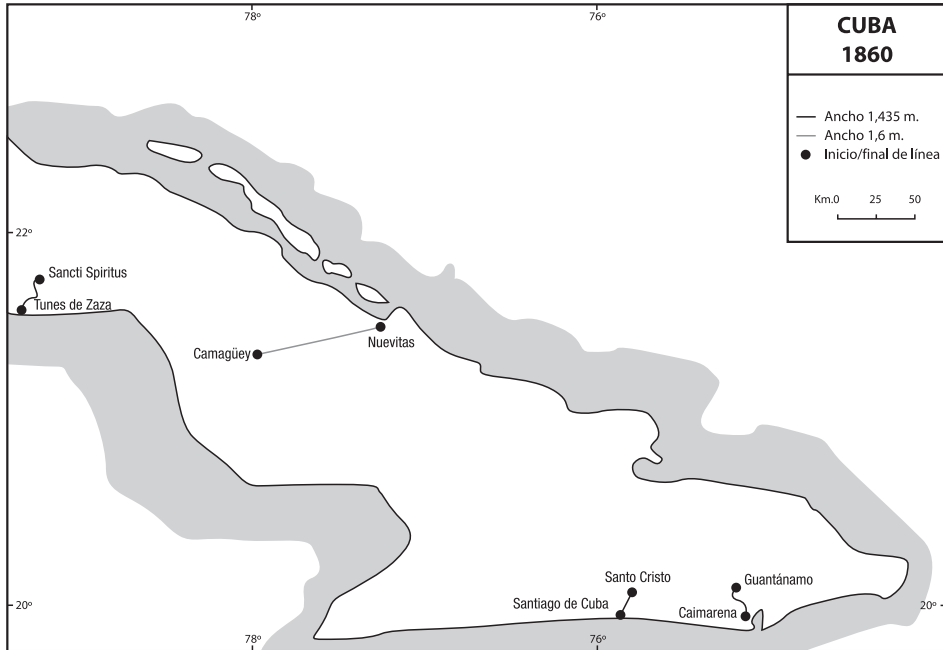 78º
76º
CUBA
1860
Ancho 1,435 m.
Ancho 1,6 m.
Inicio/final de línea
Km.0 25 50
22º
Sancti Spiritus
Tunes de Zaza
Camagüey
Nuevitas
Santo Cristo
Guantánamo
Santiago de Cuba
Caimarena
20º
20º
78º
76º